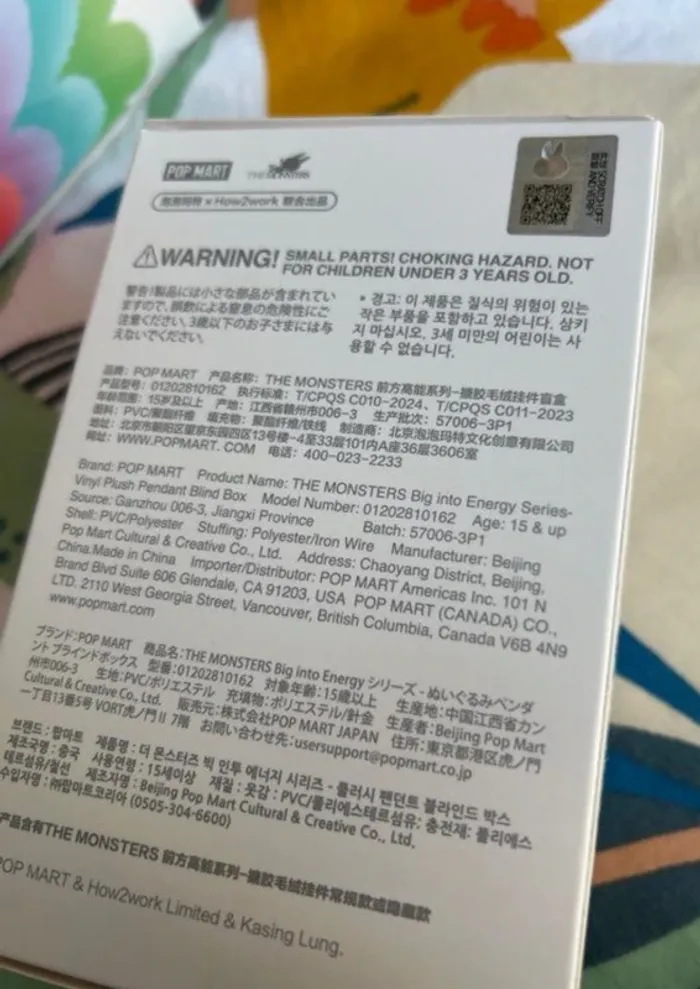 POP MART THE MONSTERS
泡泡玛特 × How2work 联合出品
SCRATCH OFF
AND VERIFY
WARNING! SMALL PARTS! CHOKING HAZARD. NOT
FOR CHILDREN UNDER 3 YEARS OLD.
警告!製品には小さな部品が含まれてい
ますので、誤飲による窒息の危険性にご
注意ください。3歳以下のお子さまには与
えないでください。
* 경고: 이 제품은 질식의 위험이 있는
작은 부품을 포함하고 있습니다. 삼키
지 마십시오, 3세 미만의 어린이는 사
용할 수 없습니다.
品牌: POP MART 产品名称: THE MONSTERS 前方高能系列-搪胶毛绒挂件盲盒
产品型号: 01202810162 执行标准: T/CPQS C010-2024、T/CPQS C011-2023
年龄范围: 15岁及以上 产地: 江西省赣州市006-3 生产批次: 57006-3P1
面料: PVC/聚酯纤维 填充物: 聚酯纤维/铁线 制造商: 北京泡泡玛特文化创意有限公司
地址: 北京市朝阳区望京东园四区13号楼-4至33层101内A座36层3606室
网址: WWW.POPMART.COM 电话: 400-023-2233
Brand: POP MART Product Name: THE MONSTERS Big into Energy Series-
Vinyl Plush Pendant Blind Box Model Number: 01202810162 Age: 15 & up
Source: Ganzhou 006-3, Jiangxi Province Batch: 57006-3P1
Shell: PVC/Polyester Stuffing: Polyester/Iron Wire Manufacturer: Beijing
Pop Mart Cultural & Creative Co., Ltd. Address: Chaoyang District, Beijing,
China.Made in China Importer/Distributor: POP MART Americas Inc. 101 N
Brand Blvd Suite 606 Glendale, CA 91203, USA POP MART (CANADA) CO.,
LTD. 2110 West Georgia Street, Vancouver, British Columbia, Canada V6B 4N9
www.popmart.com
ブランド:POP MART 商品名:THE MONSTERS Big into Energy シリーズ - ぬいぐるみペンダ
ント ブラインドボックス 型番:01202810162 対象年齢:15歳以上 生産地:中国江西省カン
州市006-3 生地:PVC/ポリエステル 充填物:ポリエステル/針金 生産者:Beijing Pop Mart
Cultural & Creative Co., Ltd. 販売元:株式会社POP MART JAPAN 住所:東京都港区虎ノ門
一丁目13番5号 VORT虎ノ門Ⅱ 7階 お問い合わせ先:usersupport@popmart.co.jp
브랜드 : 팝마트 제품명 : 더 몬스터즈 빅 인투 에너지 시리즈 - 플러시 펜던트 블라인드 박스
제조국명 : 중국 사용연령 : 15세이상 재질 : 옷감 : PVC/폴리에스테르섬유: 충전재: 폴리에스
테르섬유/철선 제조자명 : Beijing Pop Mart Cultural & Creative Co., Ltd.
수입자명 : ㈜팝마트코리아 (0505-304-6600)
产品含有THE MONSTERS 前方高能系列-搪胶毛绒挂件常规款或隐藏款
POP MART & How2work Limited & Kasing Lung.